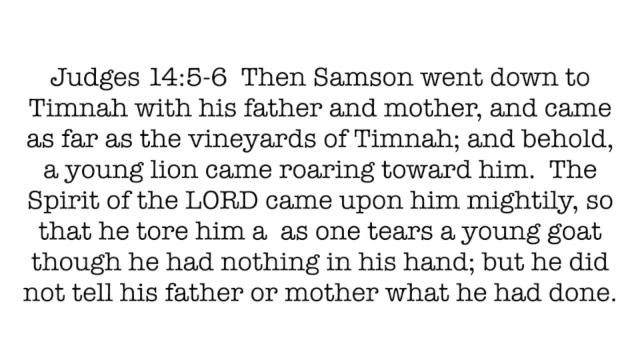 Judges 14:5-6  Then Samson went down to
Timnah with his father and mother, and came
as far as the vineyards of Timnah; and behold,
a young lion came roaring toward him.  The
Spirit of the LORD came upon him mightily, so
that he tore him a  as one tears a young goat
though he had nothing in his hand; but he did
not tell his father or mother what he had done.